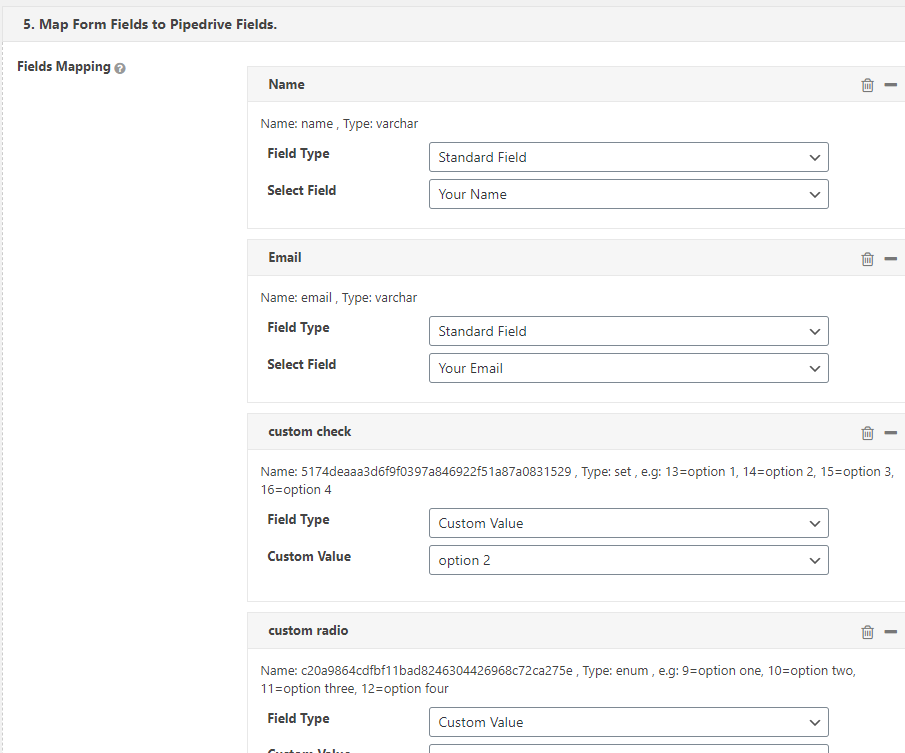 5. Map Form Fields to Pipedrive Fields.
Fields Mapping ?
Name
Name: name , Type: varchar
Field Type
Standard Field
Select Field
Your Name
Email
Name: email , Type: varchar
Field Type
Standard Field
Select Field
Your Email
custom check
Name: 5174deaaa3d6f9f0397a846922f51a87a0831529 , Type: set , e.g: 13=option 1, 14=option 2, 15=option 3,
16=option 4
Field Type
Custom Value
Custom Value
option 2
custom radio
Name: c20a9864cdfbf11bad8246304426968c72ca275e , Type: enum , e.g: 9=option one, 10=option two,
11=option three, 12=option four
Field Type
Custom Value
Custom Value